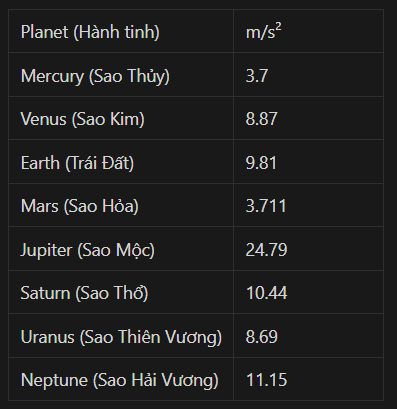 Planet (Hành tinh) m/s²
Mercury (Sao Thủy) 3.7
Venus (Sao Kim) 8.87
Earth (Trái Đất) 9.81
Mars (Sao Hỏa) 3.711
Jupiter (Sao Mộc) 24.79
Saturn (Sao Thổ) 10.44
Uranus (Sao Thiên Vương) 8.69
Neptune (Sao Hải Vương) 11.15